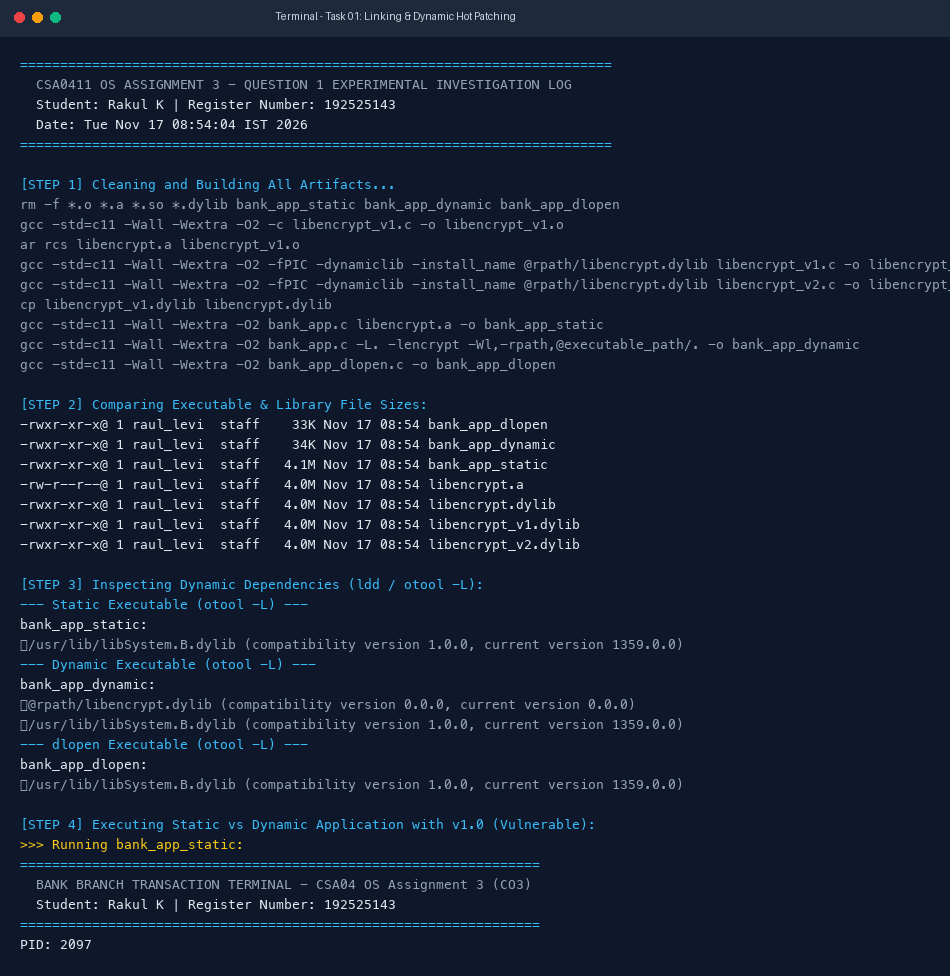 Terminal - Task 01: Linking & Dynamic Hot Patching
==========================================================================
CSA0411 OS ASSIGNMENT 3 - QUESTION 1 EXPERIMENTAL INVESTIGATION LOG
Student: Rakul K | Register Number: 192525143
Date: Tue Nov 17 08:54:04 IST 2026
==========================================================================
[STEP 1] Cleaning and Building All Artifacts...
rm -f *.o *.a *.so *.dylib bank_app_static bank_app_dynamic bank_app_dlopen
gcc -std=c11 -Wall -Wextra -O2 -c libencrypt_v1.c -o libencrypt_v1.o
ar rcs libencrypt.a libencrypt_v1.o
gcc -std=c11 -Wall -Wextra -O2 -fPIC -dynamiclib -install_name @rpath/libencrypt.dylib libencrypt_v1.c -o libencrypt_
gcc -std=c11 -Wall -Wextra -O2 -fPIC -dynamiclib -install_name @rpath/libencrypt.dylib libencrypt_v2.c -o libencrypt_
cp libencrypt_v1.dylib libencrypt.dylib
gcc -std=c11 -Wall -Wextra -O2 bank_app.c libencrypt.a -o bank_app_static
gcc -std=c11 -Wall -Wextra -O2 bank_app.c -L. -lencrypt -Wl,-rpath,@executable_path/. -o bank_app_dynamic
gcc -std=c11 -Wall -Wextra -O2 bank_app_dlopen.c -o bank_app_dlopen
[STEP 2] Comparing Executable & Library File Sizes:
-rwxr-xr-x@ 1 raul_levi  staff    33K Nov 17 08:54 bank_app_dlopen
-rwxr-xr-x@ 1 raul_levi  staff    34K Nov 17 08:54 bank_app_dynamic
-rwxr-xr-x@ 1 raul_levi  staff   4.1M Nov 17 08:54 bank_app_static
-rw-r--r--@ 1 raul_levi  staff   4.0M Nov 17 08:54 libencrypt.a
-rwxr-xr-x@ 1 raul_levi  staff   4.0M Nov 17 08:54 libencrypt.dylib
-rwxr-xr-x@ 1 raul_levi  staff   4.0M Nov 17 08:54 libencrypt_v1.dylib
-rwxr-xr-x@ 1 raul_levi  staff   4.0M Nov 17 08:54 libencrypt_v2.dylib
[STEP 3] Inspecting Dynamic Dependencies (ldd / otool -L):
--- Static Executable (otool -L) ---
bank_app_static:
/usr/lib/libSystem.B.dylib (compatibility version 1.0.0, current version 1359.0.0)
--- Dynamic Executable (otool -L) ---
bank_app_dynamic:
@rpath/libencrypt.dylib (compatibility version 0.0.0, current version 0.0.0)
/usr/lib/libSystem.B.dylib (compatibility version 1.0.0, current version 1359.0.0)
--- dlopen Executable (otool -L) ---
bank_app_dlopen:
/usr/lib/libSystem.B.dylib (compatibility version 1.0.0, current version 1359.0.0)
[STEP 4] Executing Static vs Dynamic Application with v1.0 (Vulnerable):
>>> Running bank_app_static:
=================================================================
BANK BRANCH TRANSACTION TERMINAL - CSA04 OS Assignment 3 (CO3)
Student: Rakul K | Register Number: 192525143
=================================================================
PID: 2097